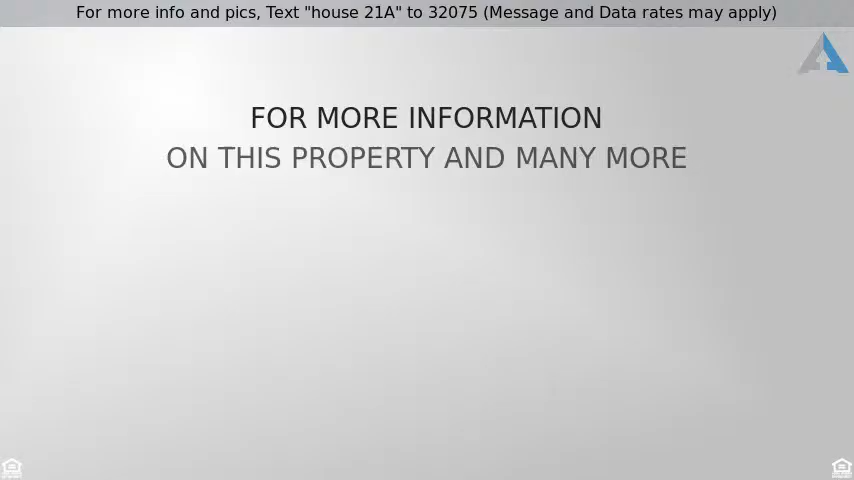 For more info and pics, Text "house 21A" to 32075 (Message and Data rates may apply)
FOR MORE INFORMATION
ON THIS PROPERTY AND MANY MORE